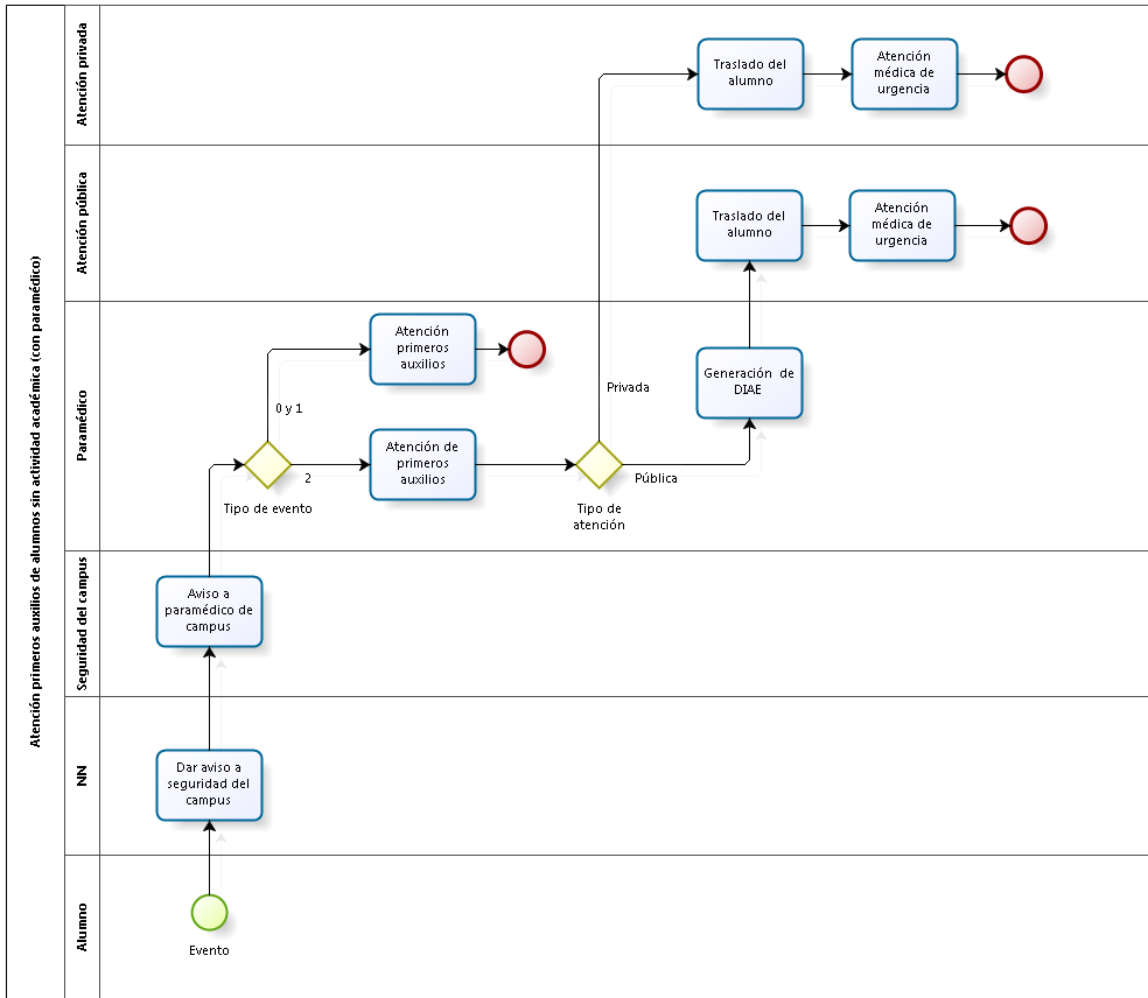 Atención primeros auxilios de alumnos sin actividad académica (con paramédico)
Atención privada
Traslado del
alumno
Atención
médica de
urgencia
Atención pública
Traslado del
alumno
Atención
médica de
urgencia
Paramédico
Atención
primeros
auxilios
0 y 1
Privada
Generación de
DIAE
Atención de
primeros
auxilios
2
Pública
Tipo de evento
Tipo de
atención
Seguridad del campus
Aviso a
paramédico de
campus
NN
Dar aviso a
seguridad del
campus
Alumno
Evento